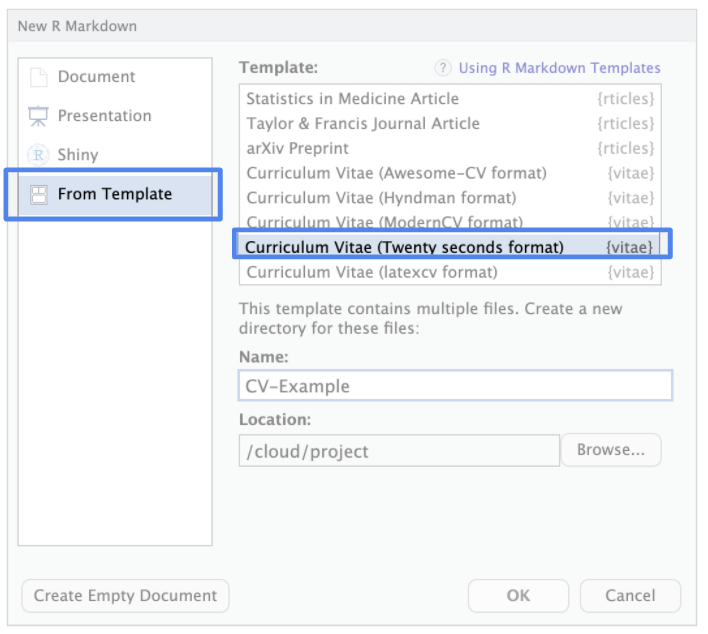 New R Markdown
Document
Presentation
R Shiny
From Template
Template: ? Using R Markdown Templates
Statistics in Medicine Article {rticles}
Taylor & Francis Journal Article {rticles}
arXiv Preprint {rticles}
Curriculum Vitae (Awesome-CV format) {vitae}
Curriculum Vitae (Hyndman format) {vitae}
Curriculum Vitae (ModernCV format) {vitae}
Curriculum Vitae (Twenty seconds format) {vitae}
Curriculum Vitae (latexcv format) {vitae}
This template contains multiple files. Create a new
directory for these files:
Name:
CV-Example
Location:
/cloud/project Browse...
Create Empty Document OK Cancel